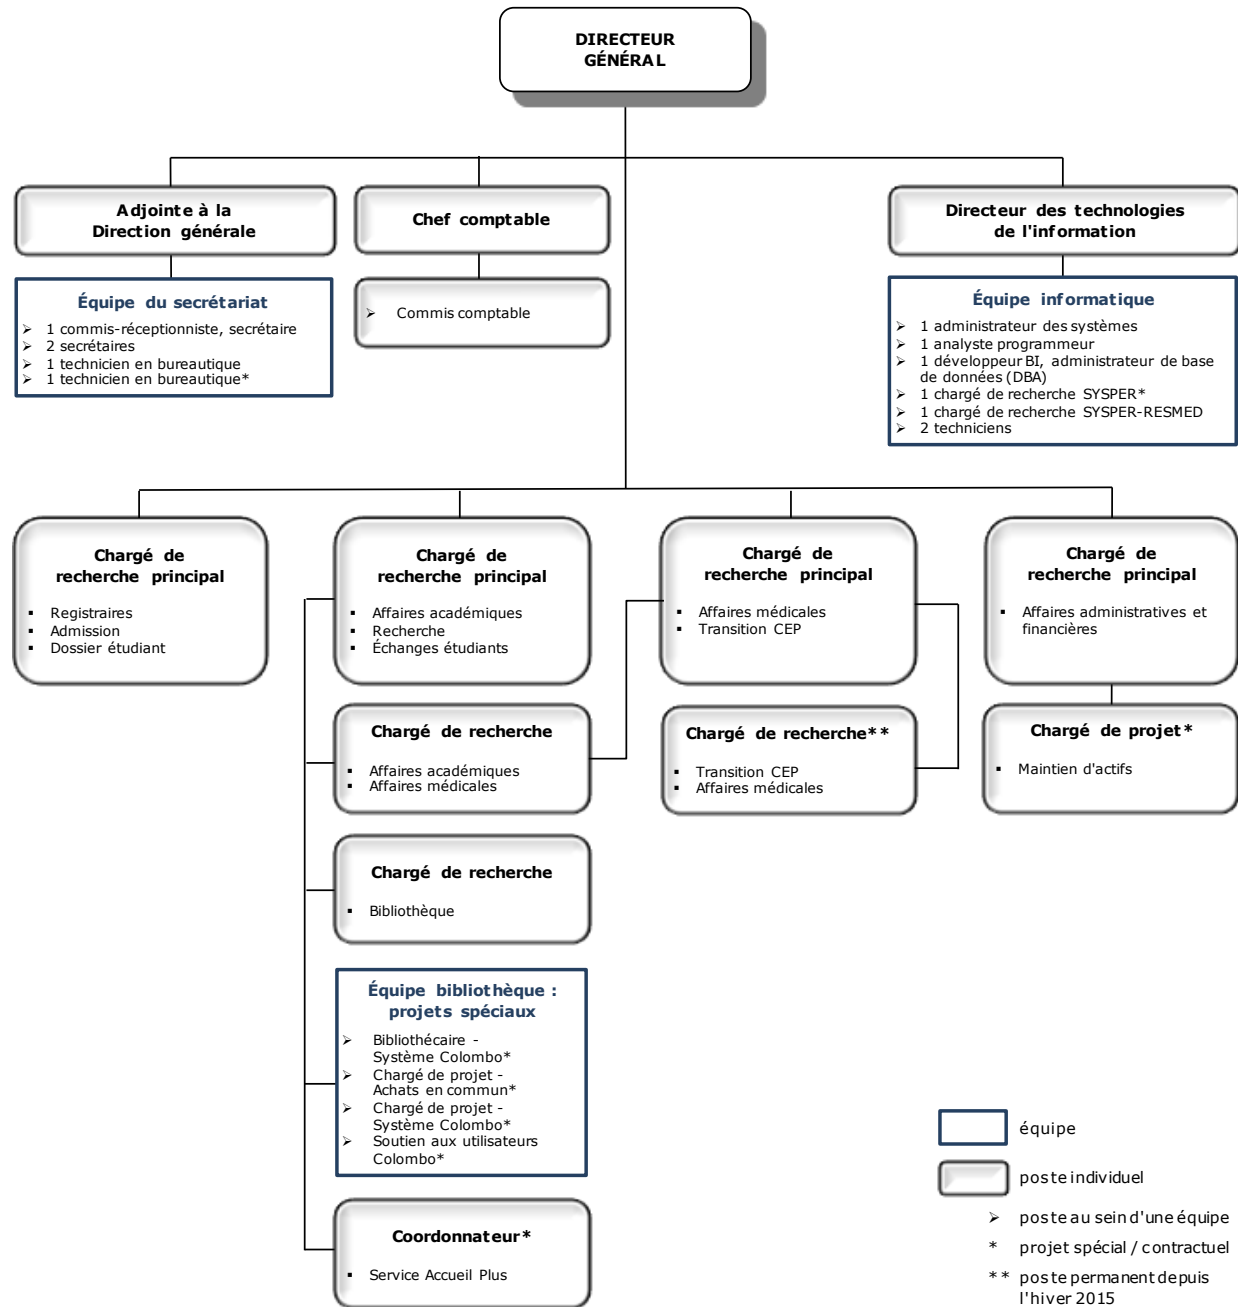 DIRECTEUR
GÉNÉRAL
Adjointe à la
Direction générale
Équipe du secrétariat
➢ 1 commis-réceptionniste, secrétaire
➢ 2 secrétaires
➢ 1 technicien en bureautique
➢ 1 technicien en bureautique*
Chef comptable
➢ Commis comptable
Directeur des technologies
de l'information
Équipe informatique
➢ 1 administrateur des systèmes
➢ 1 analyste programmeur
➢ 1 développeur BI, administrateur de base
de données (DBA)
➢ 1 chargé de recherche SYSPER*
➢ 1 chargé de recherche SYSPER-RESMED
➢ 2 techniciens
Chargé de
recherche principal
▪ Registraires
▪ Admission
▪ Dossier étudiant
Chargé de
recherche principal
▪ Affaires académiques
▪ Recherche
▪ Échanges étudiants
Chargé de
recherche principal
▪ Affaires médicales
▪ Transition CEP
Chargé de
recherche principal
▪ Affaires administratives et
financières
Chargé de recherche
▪ Affaires académiques
▪ Affaires médicales
Chargé de recherche**
▪ Transition CEP
▪ Affaires médicales
Chargé de projet*
▪ Maintien d'actifs
Chargé de recherche
▪ Bibliothèque
Équipe bibliothèque :
projets spéciaux
➢ Bibliothécaire -
Système Colombo*
➢ Chargé de projet -
Achats en commun*
➢ Chargé de projet -
Système Colombo*
➢ Soutien aux utilisateurs
Colombo*
Coordonnateur*
▪ Service Accueil Plus
équipe
poste individuel
➢ poste au sein d'une équipe
* projet spécial / contractuel
** poste permanent depuis
l'hiver 2015